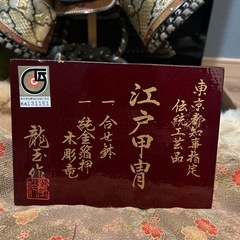 東京都知事指定
伝統工芸品
江戸甲冑
一 合せ鉢
一 純金箔押
木彫竜
龍玉作
KA131151